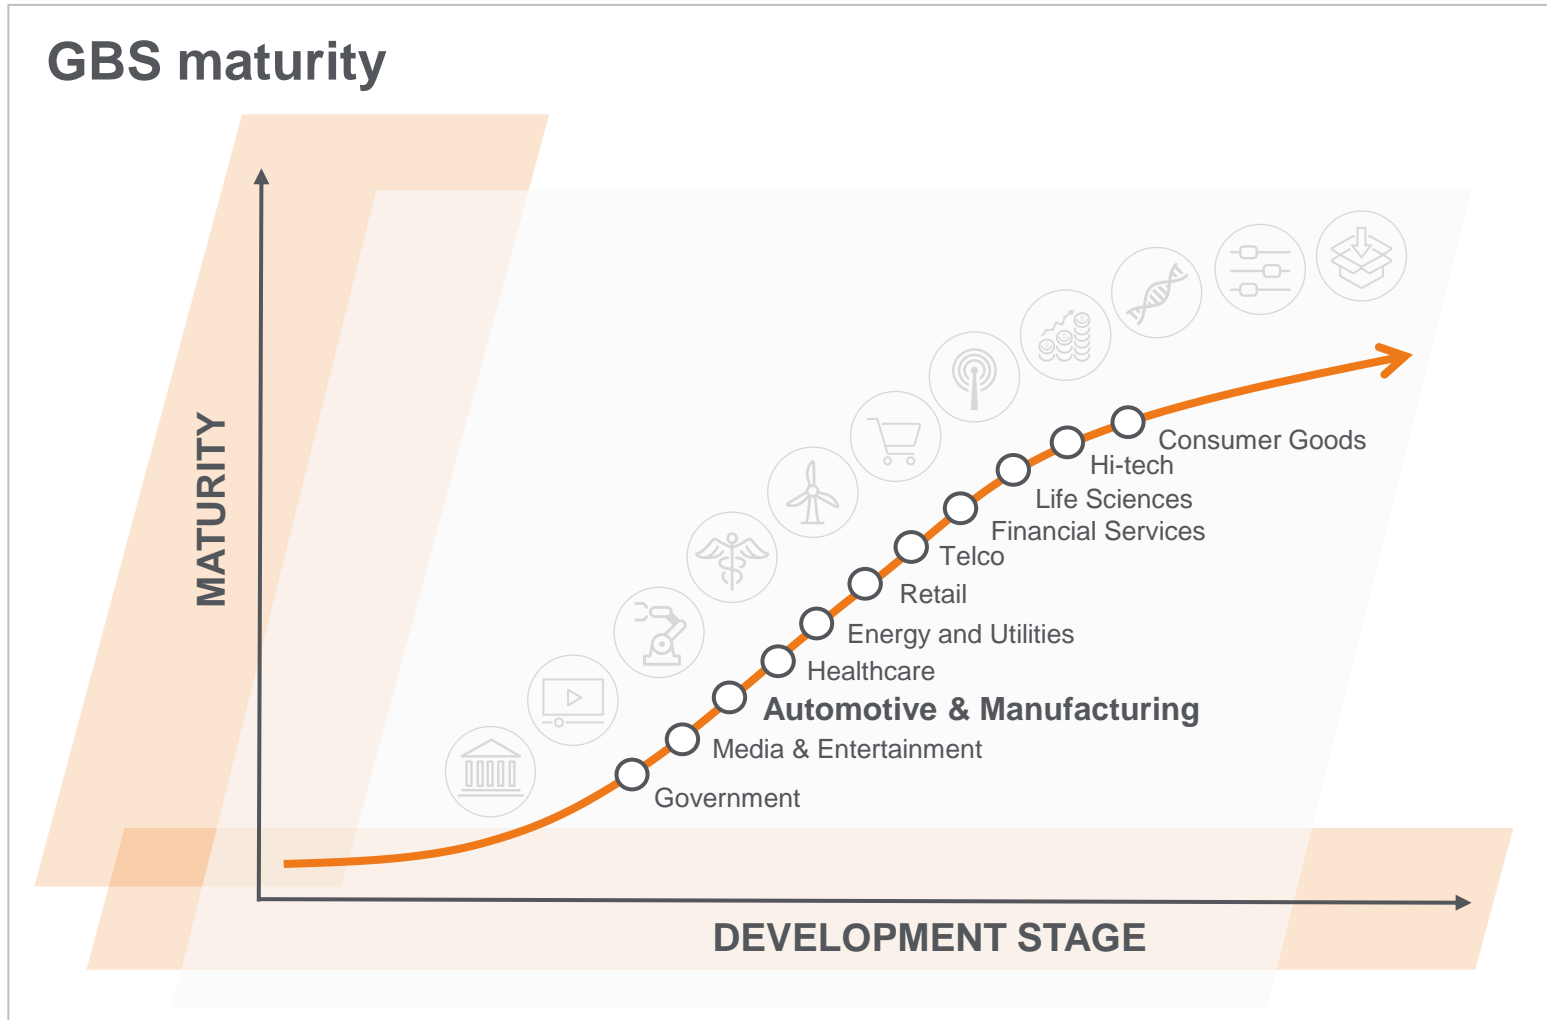 GBS maturity
MATURITY
Consumer Goods
Hi-tech
Life Sciences
Financial Services
Telco
Retail
Energy and Utilities
Healthcare
Automotive & Manufacturing
Media & Entertainment
Government
DEVELOPMENT STAGE